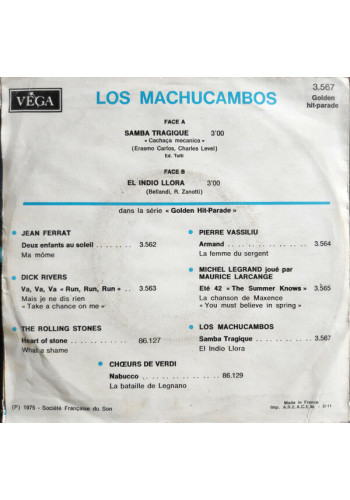 VÉGA
LOS MACHUCAMBOS
3.567
Golden
hit-parade
FACE A
SAMBA TRAGIQUE 3'00
« Cachaça mecanica »
(Erasmo Carlos, Charles Level)
Ed. Tutti
FACE B
EL INDIO LLORA 3'00
(Bellandi, R. Zanotti)
dans la série « Golden Hit-Parade »
JEAN FERRAT
Deux enfants au soleil ........ 3.562
Ma môme
DICK RIVERS
Va, Va, Va « Run, Run, Run » .. 3.563
Mais je ne dis rien
« Take a chance on me »
THE ROLLING STONES
Heart of stone .......... 86.127
What a shame
PIERRE VASSILIU
Armand .................... 3.564
La femme du sergent
MICHEL LEGRAND joué par
MAURICE LARCANGE
Eté 42 « The Summer Knows » .. 3.565
La chanson de Maxence
« You must believe in spring »
LOS MACHUCAMBOS
Samba Tragique .............. 3.567
El Indio Llora
CHŒURS DE VERDI
Nabucco .................. 86.129
La bataille de Legnano
(P) 1975 - Société Française du Son
Made in France